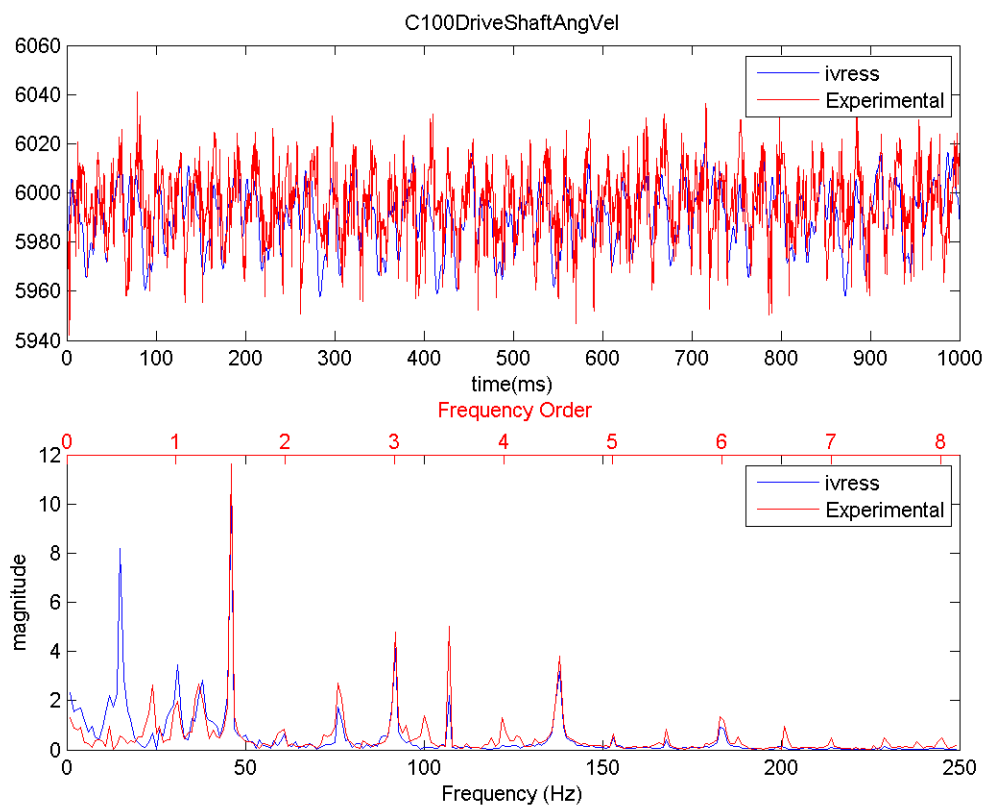 C100DriveShaftAngVel
6060
6040
6020
6000
5980
5960
5940
ivress
Experimental
0 100 200 300 400 500 600 700 800 900 1000
time(ms)
Frequency Order
0 1 2 3 4 5 6 7 8
12
10
8
6
4
2
0
magnitude
ivress
Experimental
0 50 100 150 200 250
Frequency (Hz)